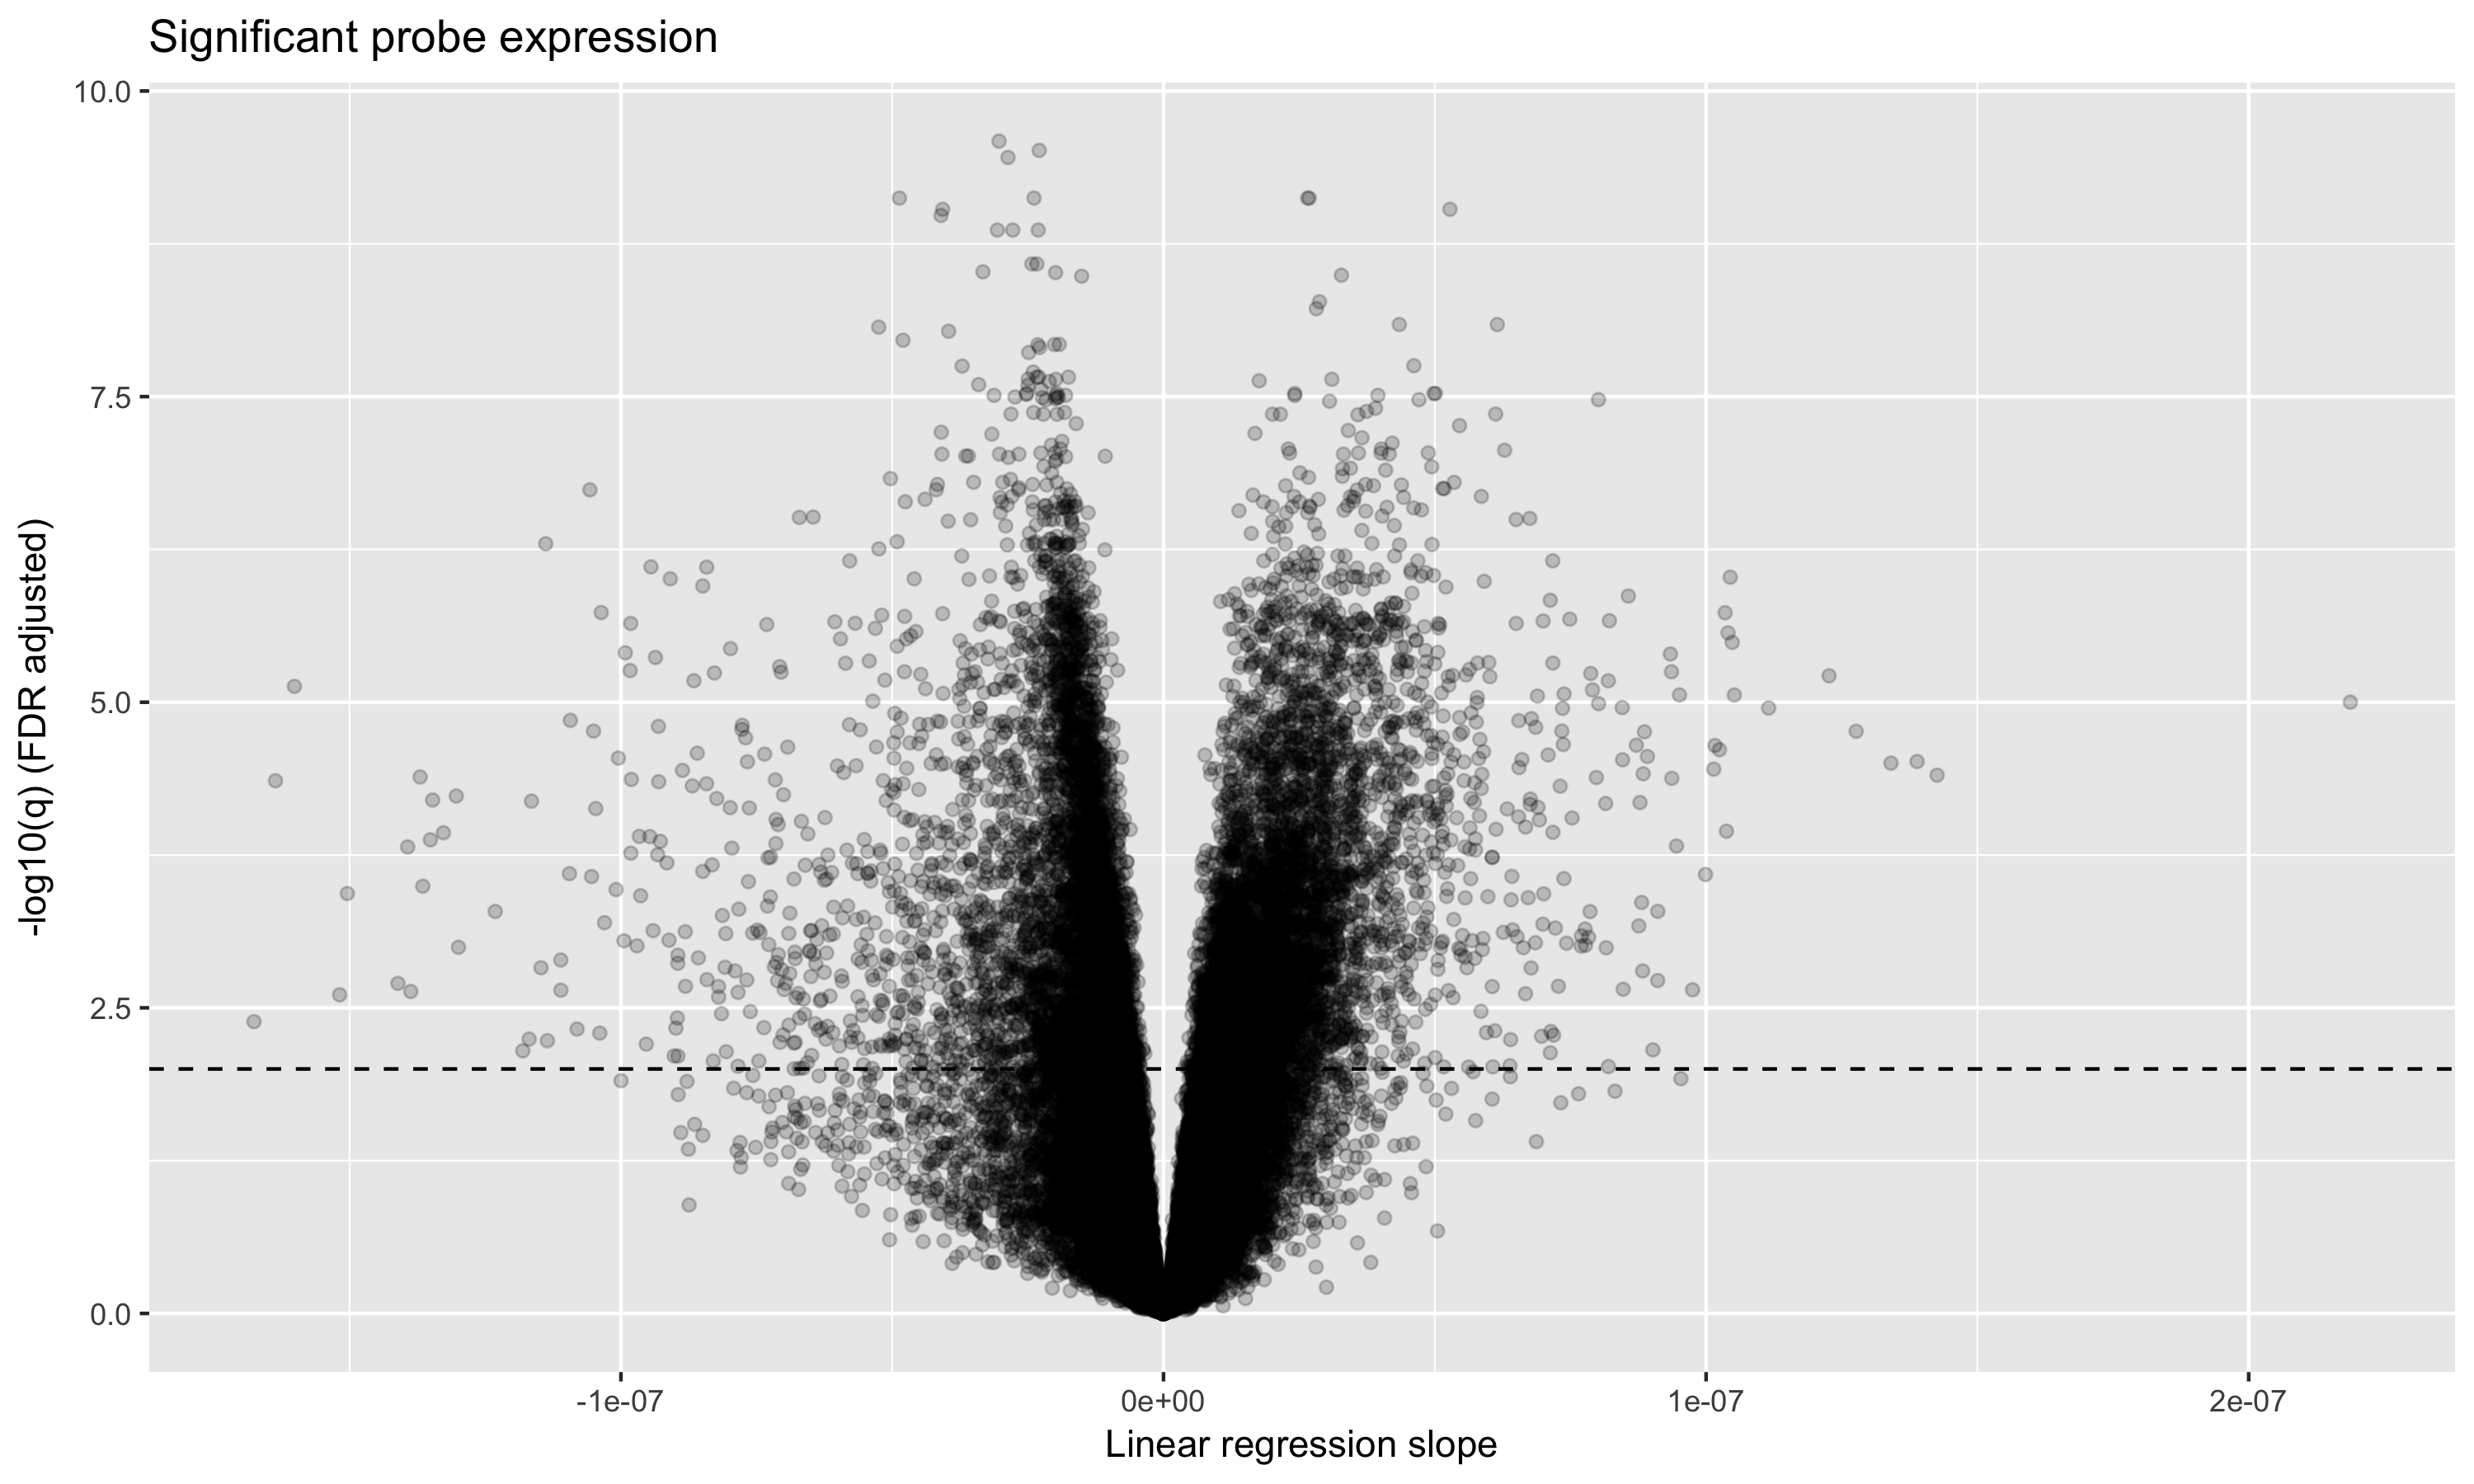 Significant probe expression
10.0
7.5
5.0
2.5
0.0
-log10(q) (FDR adjusted)
-1e-07
0e+00
1e-07
2e-07
Linear regression slope